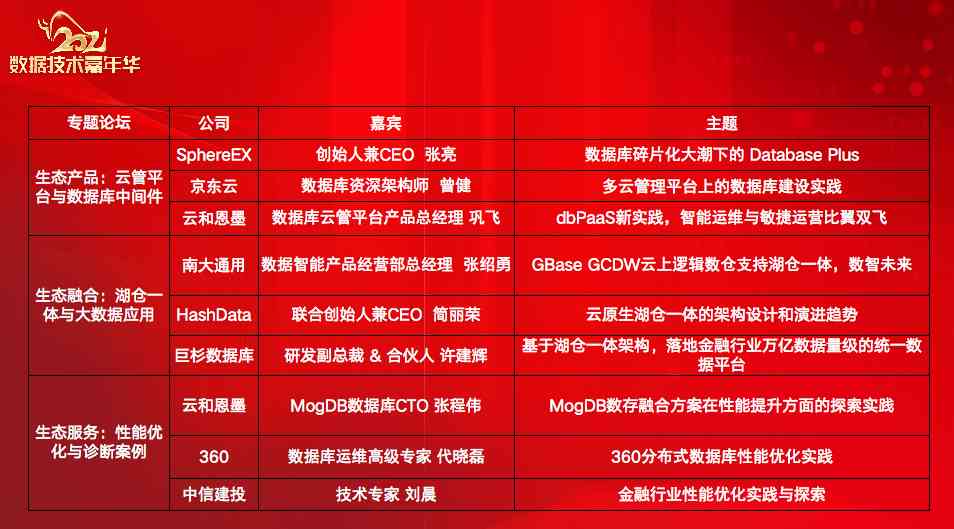 2021
数据技术嘉年华
专题论坛 公司 嘉宾 主题
生态产品：云管平
台与数据库中间件
SphereEX 创始人兼CEO 张亮 数据库碎片化大潮下的 Database Plus
京东云 数据库资深架构师 曾健 多云管理平台上的数据库建设实践
云和恩墨 数据库云管平台产品总经理 巩飞 dbPaaS新实践，智能运维与敏捷运营比翼双飞
生态融合：湖仓一
体与大数据应用
南大通用 数据智能产品经营部总经理 张绍勇 GBase GCDW云上逻辑数仓支持湖仓一体，数智未来
HashData 联合创始人兼CEO 简丽荣 云原生湖仓一体的架构设计和演进趋势
巨杉数据库 研发副总裁 & 合伙人 许建辉 基于湖仓一体架构，落地金融行业万亿数据量级的统一数
据平台
生态服务：性能优
化与诊断案例
云和恩墨 MogDB数据库CTO 张程伟 MogDB数存融合方案在性能提升方面的探索实践
360 数据库运维高级专家 代晓磊 360分布式数据库性能优化实践
中信建投 技术专家 刘晨 金融行业性能优化实践与探索